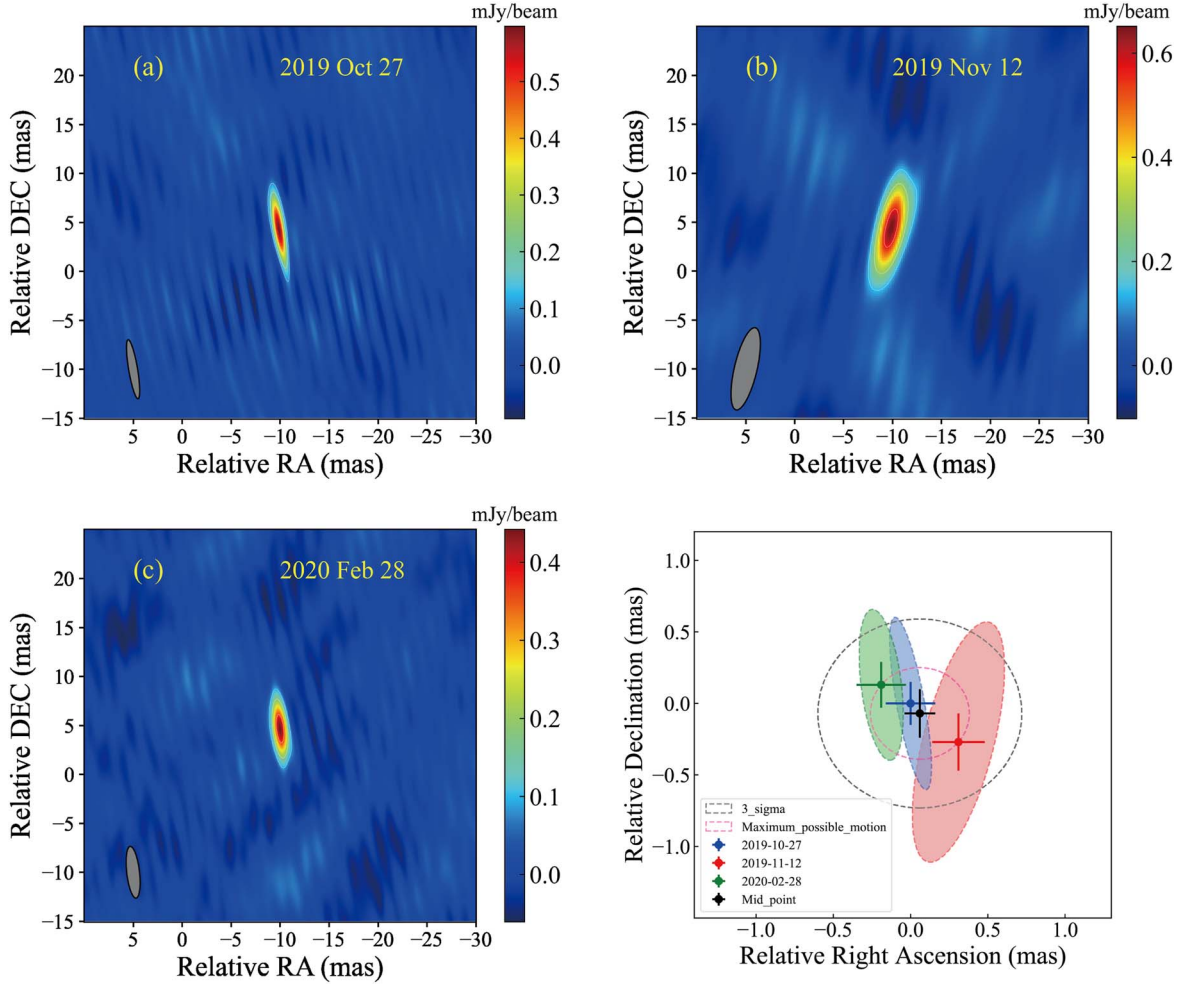 mJy/beam
(a) 2019 Oct 27
Relative DEC (mas)
20
15
10
5
0
−5
−10
−15
5 0 −5 −10 −15 −20 −25 −30
Relative RA (mas)
0.5
0.4
0.3
0.2
0.1
0.0
mJy/beam
(b) 2019 Nov 12
Relative DEC (mas)
20
15
10
5
0
−5
−10
−15
5 0 −5 −10 −15 −20 −25 −30
Relative RA (mas)
0.6
0.4
0.2
0.0
mJy/beam
(c) 2020 Feb 28
Relative DEC (mas)
20
15
10
5
0
−5
−10
−15
5 0 −5 −10 −15 −20 −25 −30
Relative RA (mas)
0.4
0.3
0.2
0.1
0.0
Relative Declination (mas)
1.0
0.5
0.0
−0.5
−1.0
3_sigma
Maximum_possible_motion
2019-10-27
2019-11-12
2020-02-28
Mid_point
−1.0 −0.5 0.0 0.5 1.0
Relative Right Ascension (mas)